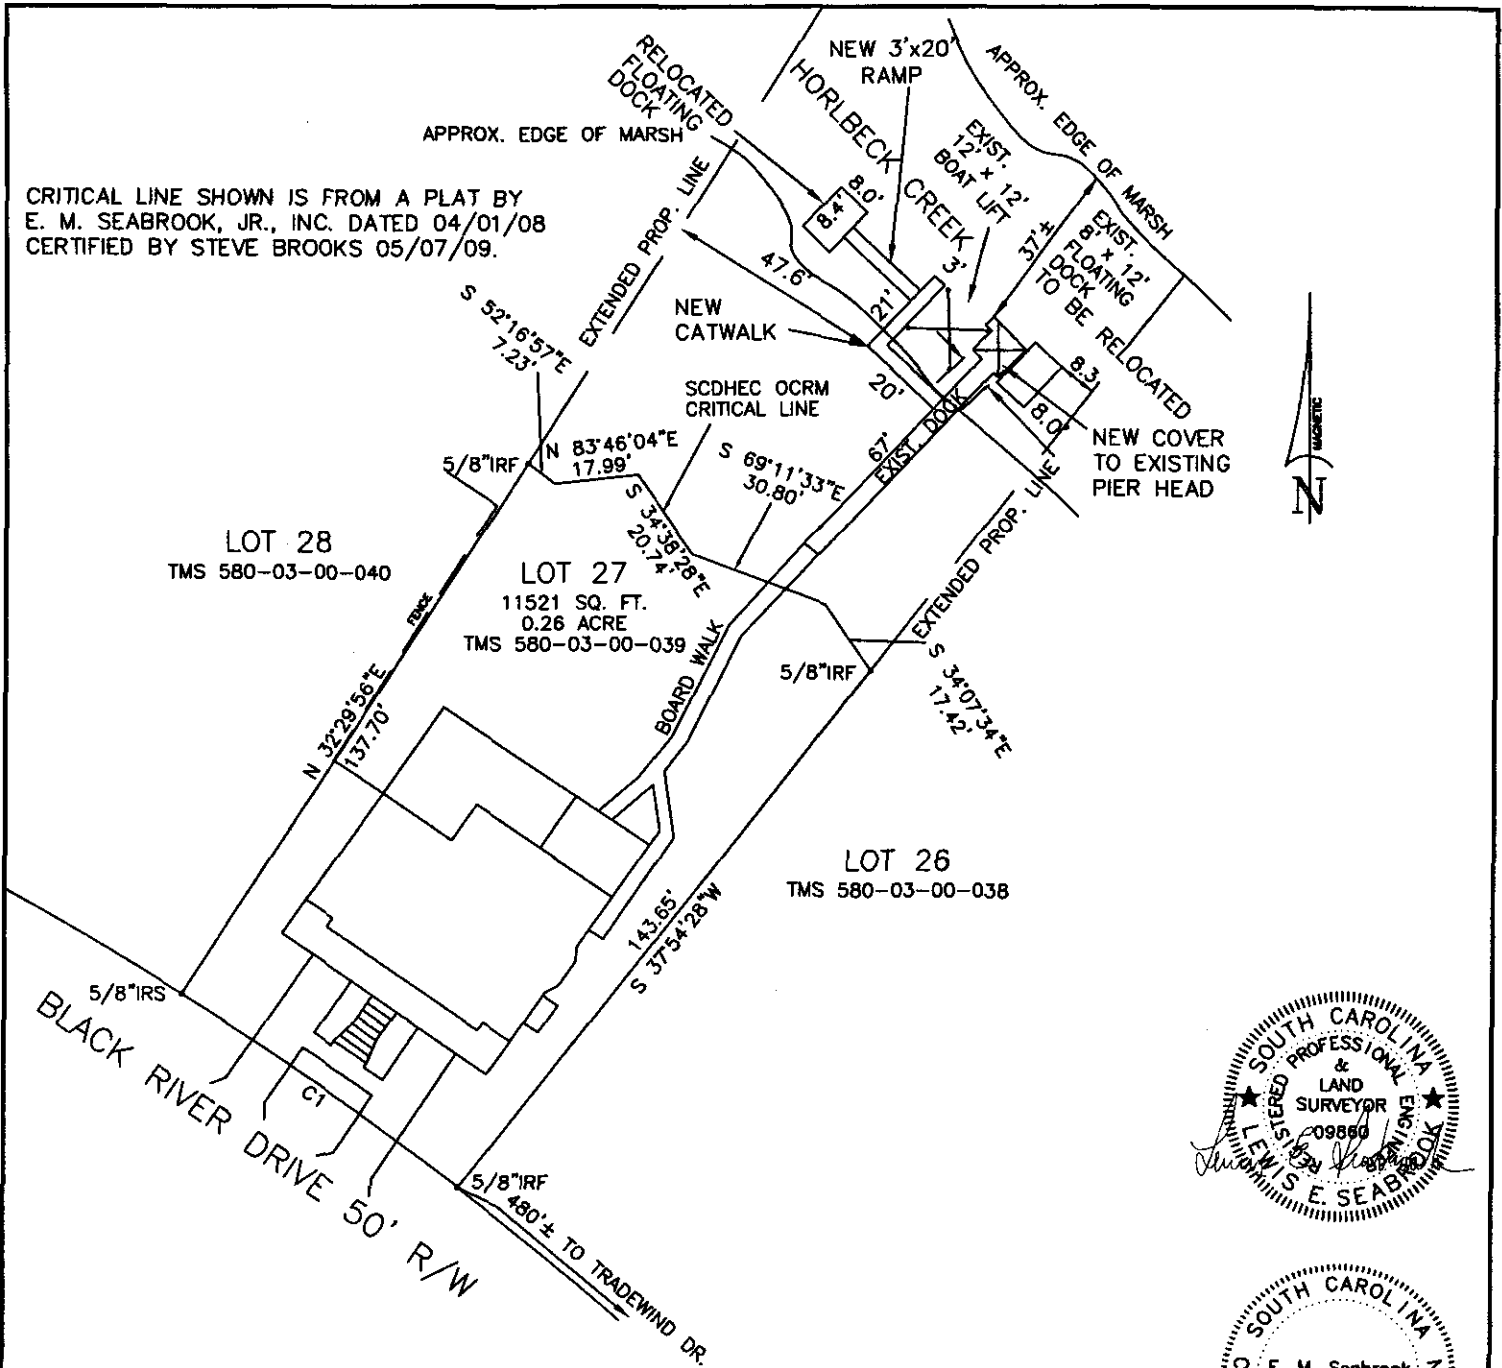 RELOCATED
FLOATING
DOCK
NEW 3'x20'
RAMP
APPROX. EDGE OF MARSH
HORLBECK CREEK
APPROX. EDGE OF MARSH
EXIST.
12' x 12'
BOAT LIFT
CRITICAL LINE SHOWN IS FROM A PLAT BY
E. M. SEABROOK, JR., INC. DATED 04/01/08
CERTIFIED BY STEVE BROOKS 05/07/09.
EXTENDED PROP. LINE
8.0'
8.4'
47.6'
3'
37'±
EXIST.
8' x 12'
FLOATING
DOCK
TO BE RELOCATED
21'
NEW
CATWALK
20'
S 52°16'57"E
7.23'
SCDHEC OCRM
CRITICAL LINE
8.3
8.0'
NEW COVER
TO EXISTING
PIER HEAD
MAGNETIC
N
5/8"IRF
N 83°46'04"E
17.99'
S 69°11'33"E
30.80'
67'
EXIST. DOCK
S 34°38'28"E
20.74'
EXTENDED PROP. LINE
LOT 28
TMS 580-03-00-040
LOT 27
11521 SQ. FT.
0.26 ACRE
TMS 580-03-00-039
FENCE
BOARD WALK
5/8"IRF
S 34°07'34"E
17.42'
N 32°29'56"E
137.70'
LOT 26
TMS 580-03-00-038
143.65'
S 37°54'28"W
5/8"IRS
BLACK RIVER DRIVE 50' R/W
C1
5/8"IRF
480'± TO TRADEWIND DR.
SOUTH CAROLINA
REGISTERED PROFESSIONAL ENGINEER
&
LAND
SURVEYOR
09860
LEWIS E. SEABROOK
SOUTH CAROLINA
E. M. Seabrook